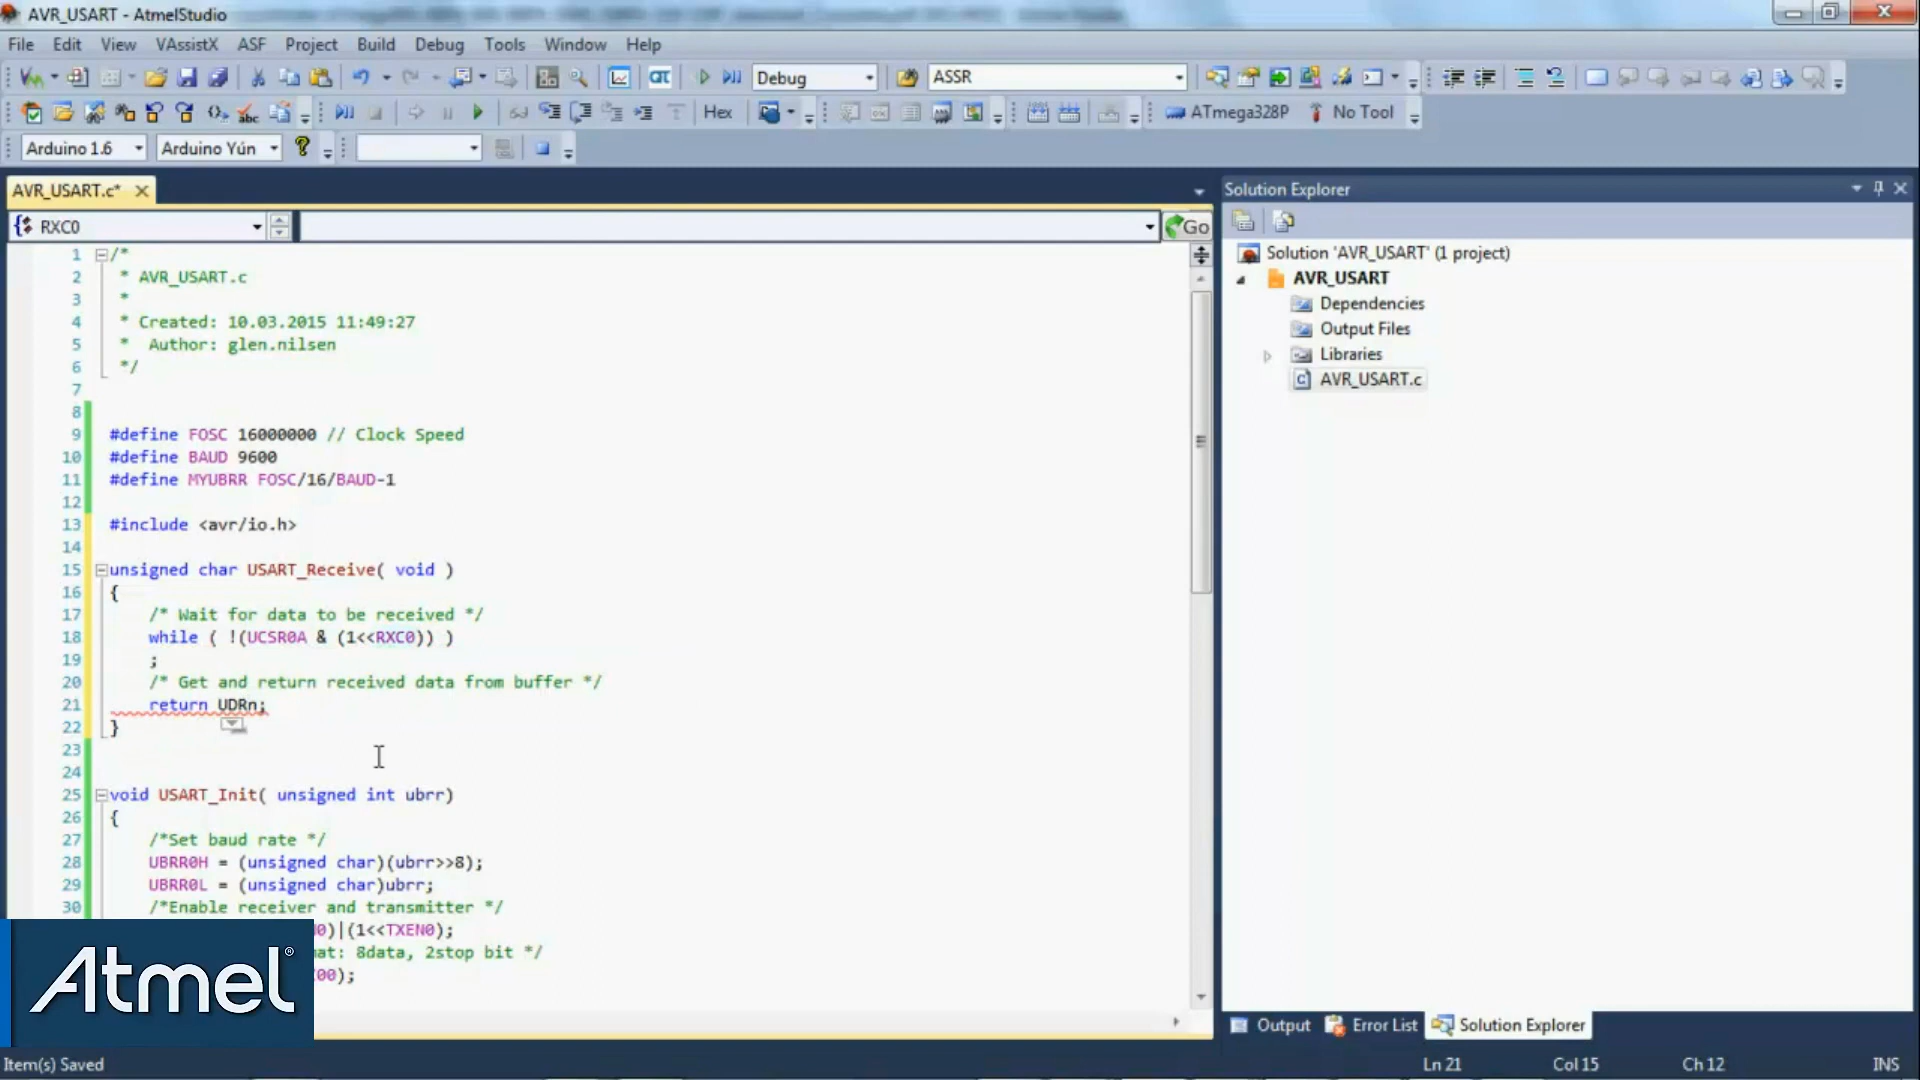 AVR_USART - AtmelStudio
File Edit View VAssistX ASF Project Build Debug Tools Window Help
Debug ASSR
Hex ATmega328P No Tool
Arduino 1.6 Arduino Yún
AVR_USART.c*
RXC0 Go
1 /*
2 * AVR_USART.c
3 *
4 * Created: 10.03.2015 11:49:27
5 * Author: glen.nilsen
6 */
7
8
9 #define FOSC 16000000 // Clock Speed
10 #define BAUD 9600
11 #define MYUBRR FOSC/16/BAUD-1
12
13 #include <avr/io.h>
14
15 unsigned char USART_Receive( void )
16 {
17 /* Wait for data to be received */
18 while ( !(UCSR0A & (1<<RXC0)) )
19 ;
20 /* Get and return received data from buffer */
21 return UDRn;
22 }
23
24
25 void USART_Init( unsigned int ubrr)
26 {
27 /*Set baud rate */
28 UBRR0H = (unsigned char)(ubrr>>8);
29 UBRR0L = (unsigned char)ubrr;
30 /*Enable receiver and transmitter */
0)|(1<<TXEN0);
mat: 8data, 2stop bit */
00);
Atmel®
Solution Explorer
Solution 'AVR_USART' (1 project)
AVR_USART
Dependencies
Output Files
Libraries
AVR_USART.c
Output Error List Solution Explorer
Item(s) Saved Ln 21 Col 15 Ch 12 INS